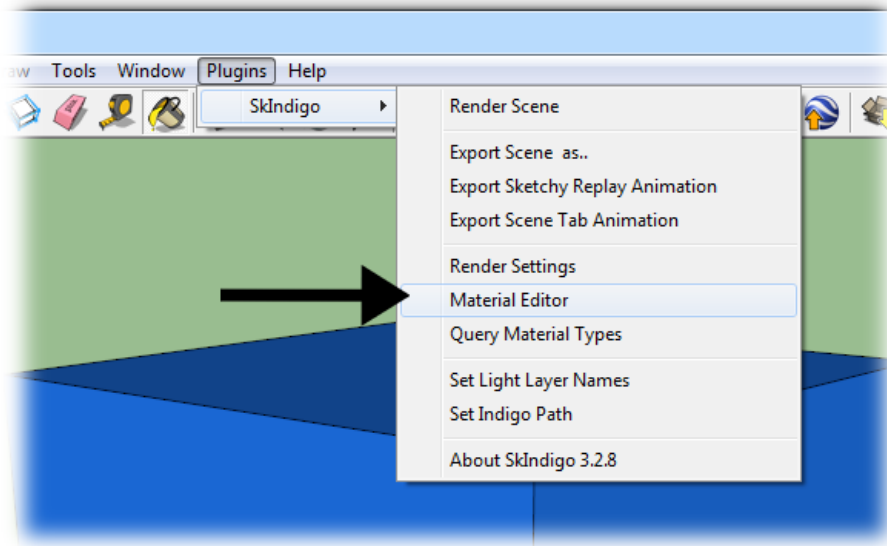 Tools Window Plugins Help
SkIndigo
Render Scene
Export Scene as..
Export Sketchy Replay Animation
Export Scene Tab Animation
Render Settings
Material Editor
Query Material Types
Set Light Layer Names
Set Indigo Path
About SkIndigo 3.2.8